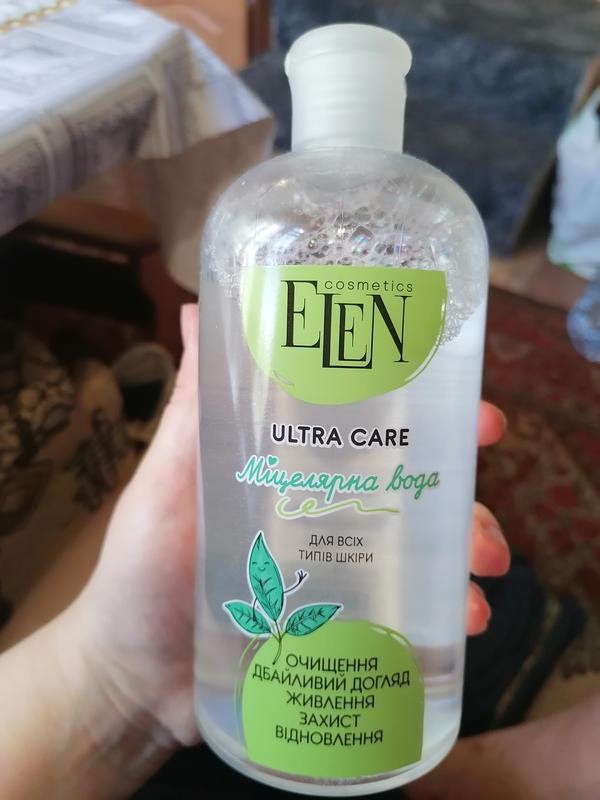 cosmetics
ELEN
ULTRA CARE
Міцелярна вода
ДЛЯ ВСІХ
ТИПІВ ШКІРИ
ОЧИЩЕННЯ
ДБАЙЛИВИЙ ДОГЛЯД
ЖИВЛЕННЯ
ЗАХИСТ
ВІДНОВЛЕННЯ